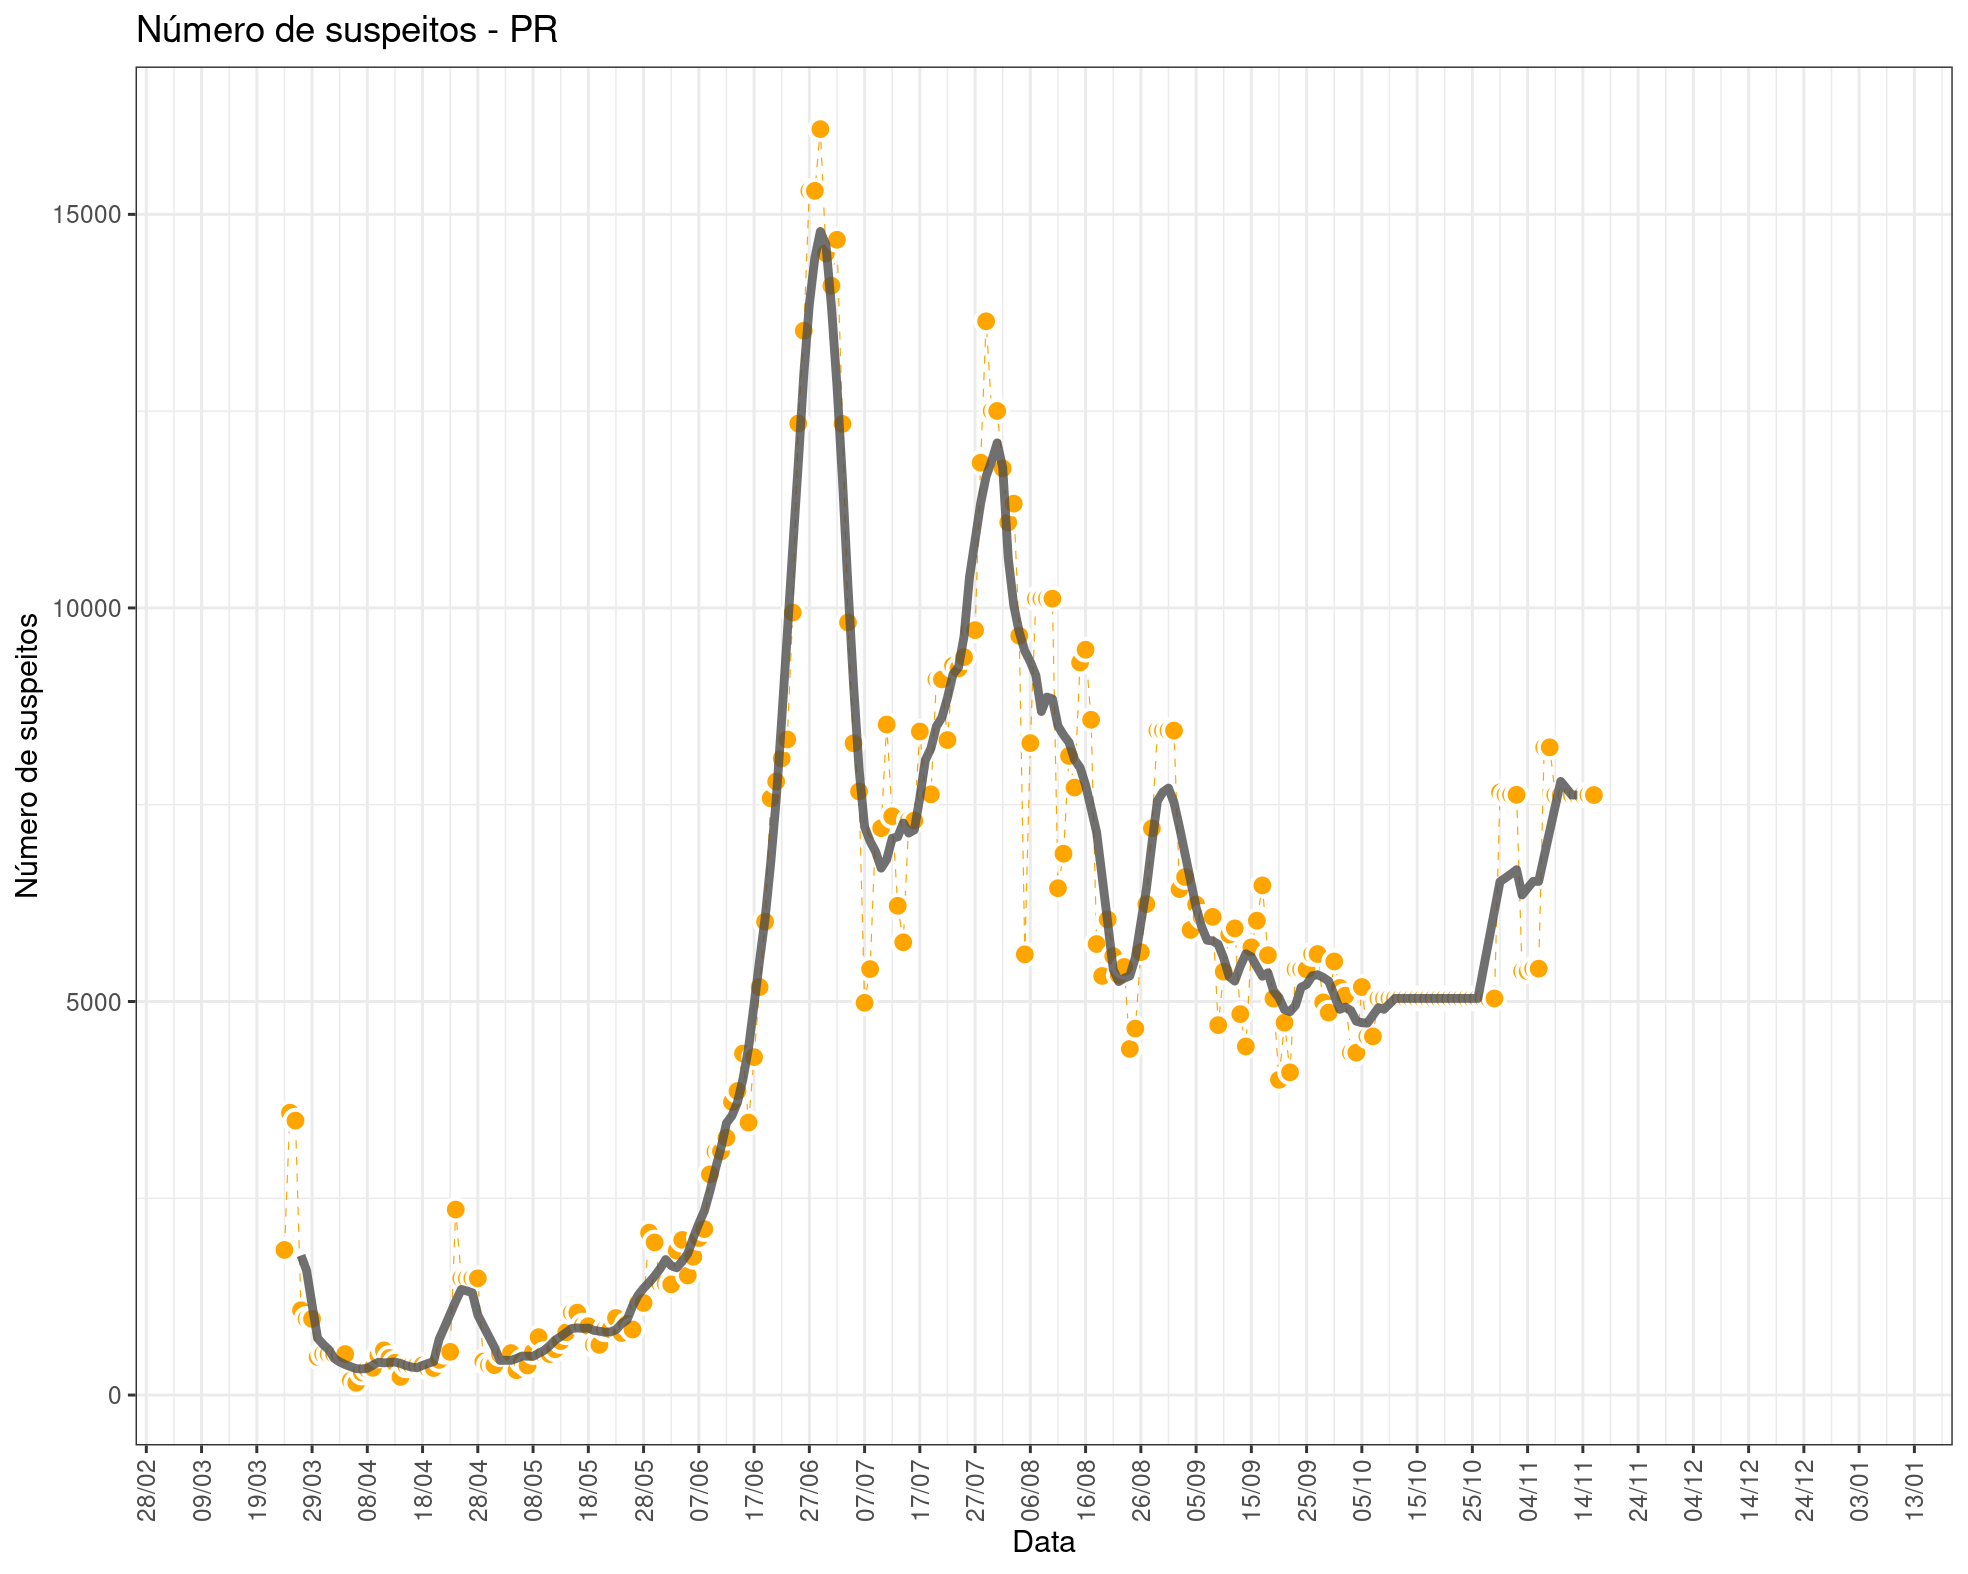 Número de suspeitos - PR
Número de suspeitos
15000
10000
5000
0
28/02 09/03 19/03 29/03 08/04 18/04 28/04 08/05 18/05 28/05 07/06 17/06 27/06 07/07 17/07 27/07 06/08 16/08 26/08 05/09 15/09 25/09 05/10 15/10 25/10 04/11 14/11 24/11 04/12 14/12 24/12 03/01 13/01
Data